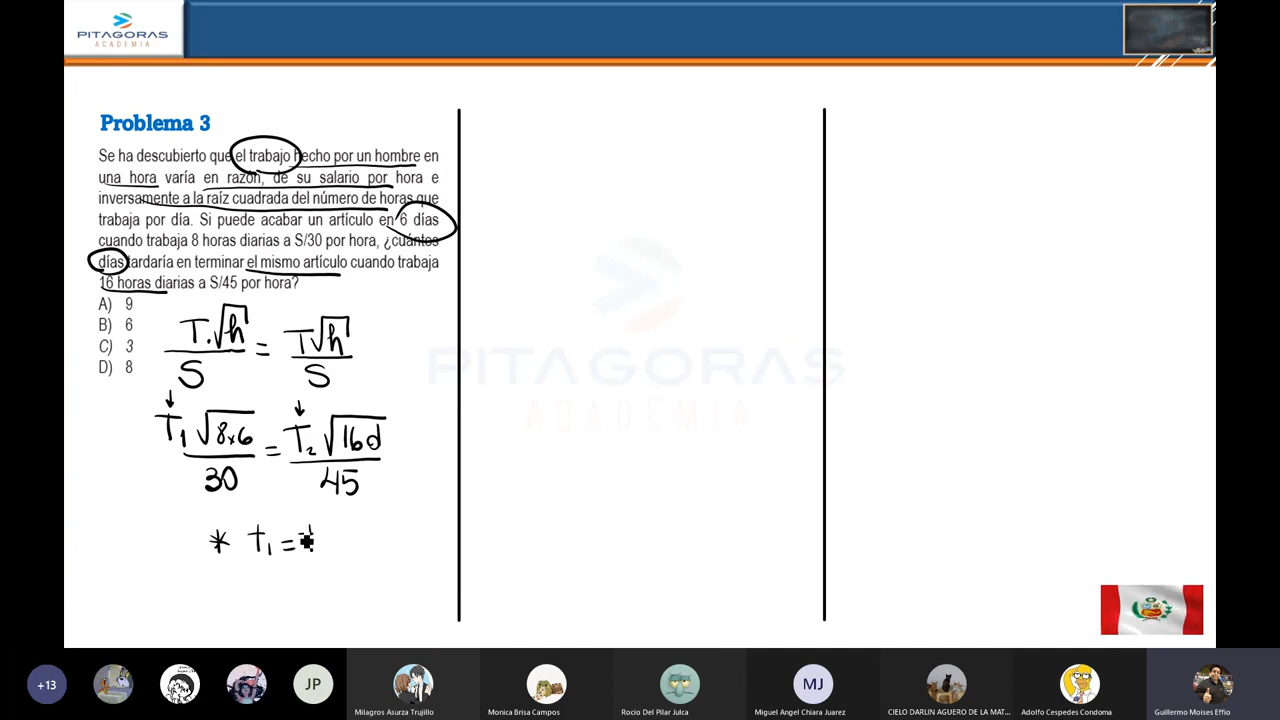 PITAGORAS
ACADEMIA
Problema 3
Se ha descubierto que el trabajo hecho por un hombre en
una hora varía en razón, de su salario por hora e
inversamente a la raíz cuadrada del número de horas que
trabaja por día. Si puede acabar un artículo en 6 días
cuando trabaja 8 horas diarias a S/30 por hora, ¿cuántos
días tardaría en terminar el mismo artículo cuando trabaja
16 horas diarias a S/45 por hora?
A) 9
B) 6
C) 3
D) 8
T.√h = T√h
S S
T₁√8x6 = T₂√16d
30 45
* T₁ =
PITAGORAS
ACADEMIA
+13
JP
MJ
Milagros Asurza Trujillo
Monica Brisa Campos
Rocio Del Pilar Julca
Miguel Angel Chiara Juarez
CIELO DARLIN AGUERO DE LA MAT...
Adolfo Cespedes Condoma
Guillermo Moises Effio